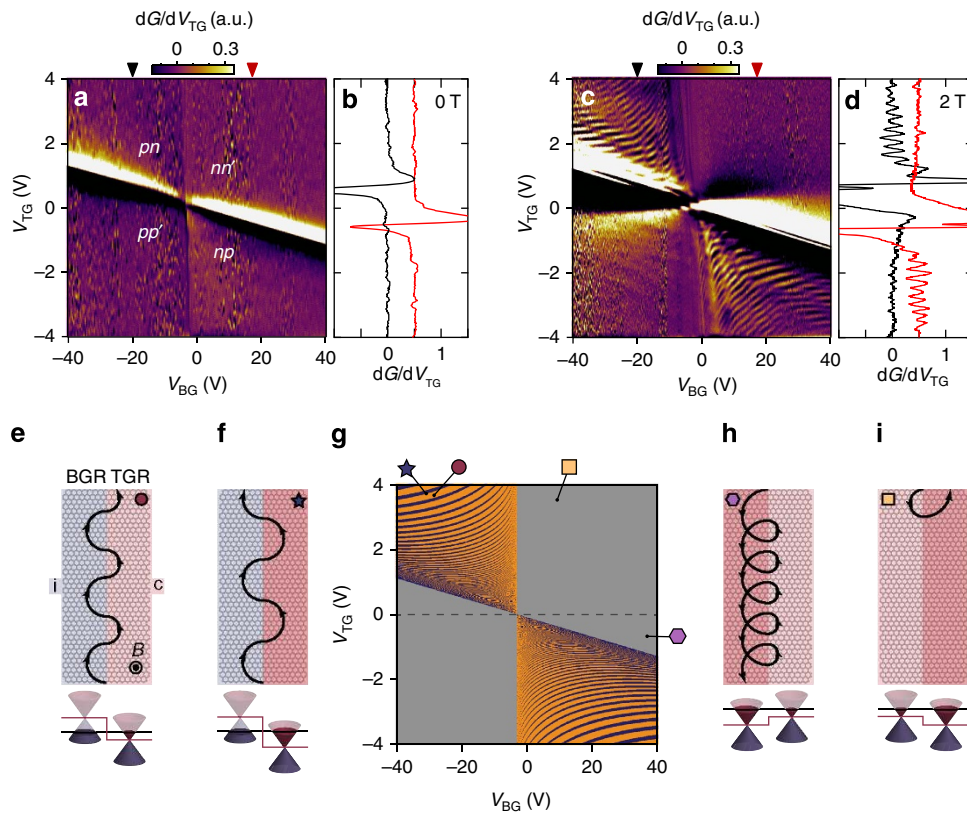 dG/dV_TG (a.u.)
0 0.3
a
pn
nn′
pp′
np
4
2
0
−2
−4
V_TG (V)
−40 −20 0 20 40
V_BG (V)
b 0 T
0 1
dG/dV_TG
dG/dV_TG (a.u.)
0 0.3
c
4
2
0
−2
−4
−40 −20 0 20 40
V_BG (V)
d 2 T
0 1
dG/dV_TG
e
BGR TGR
i c
B
f
g
4
2
0
−2
−4
V_TG (V)
−40 −20 0 20 40
V_BG (V)
h
i